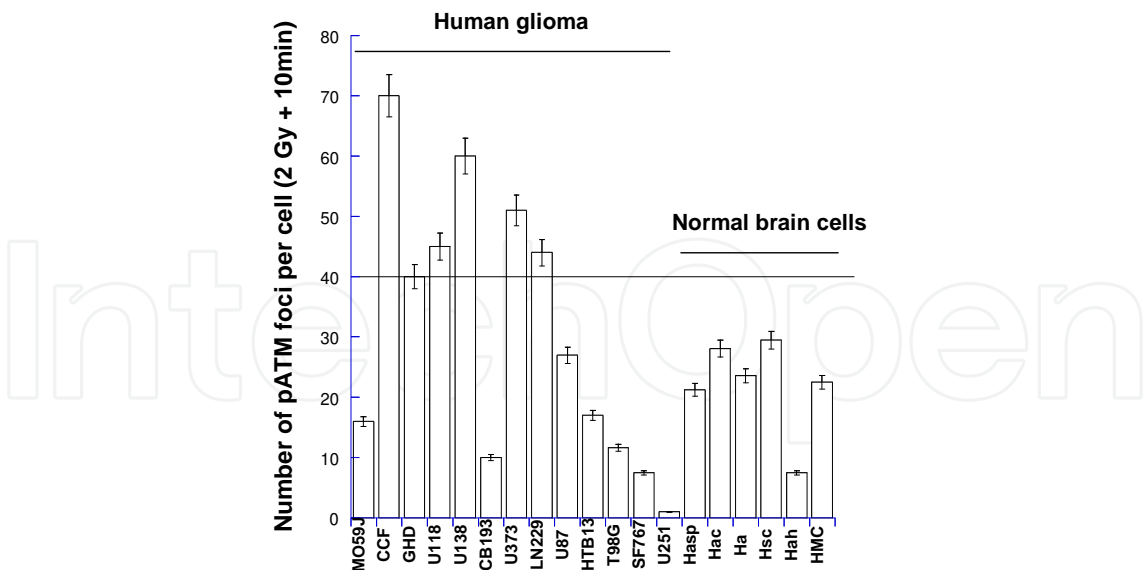 Human glioma
Number of pATM foci per cell (2 Gy + 10min)
80
70
60
50
40
30
20
10
0
Normal brain cells
MO59J
CCF
GHD
U118
U138
CB193
U373
LN229
U87
HTB13
T98G
SF767
U251
Hasp
Hac
Ha
Hsc
Hah
HMC
IntechOpen